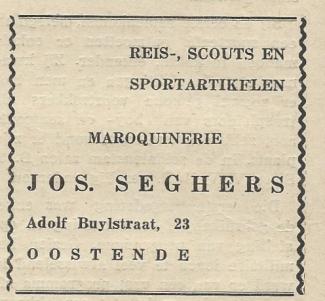 REIS-, SCOUTS EN
SPORTARTIKELEN
MAROQUINERIE
JOS. SEGHERS
Adolf Buylstraat, 23
OOSTENDE